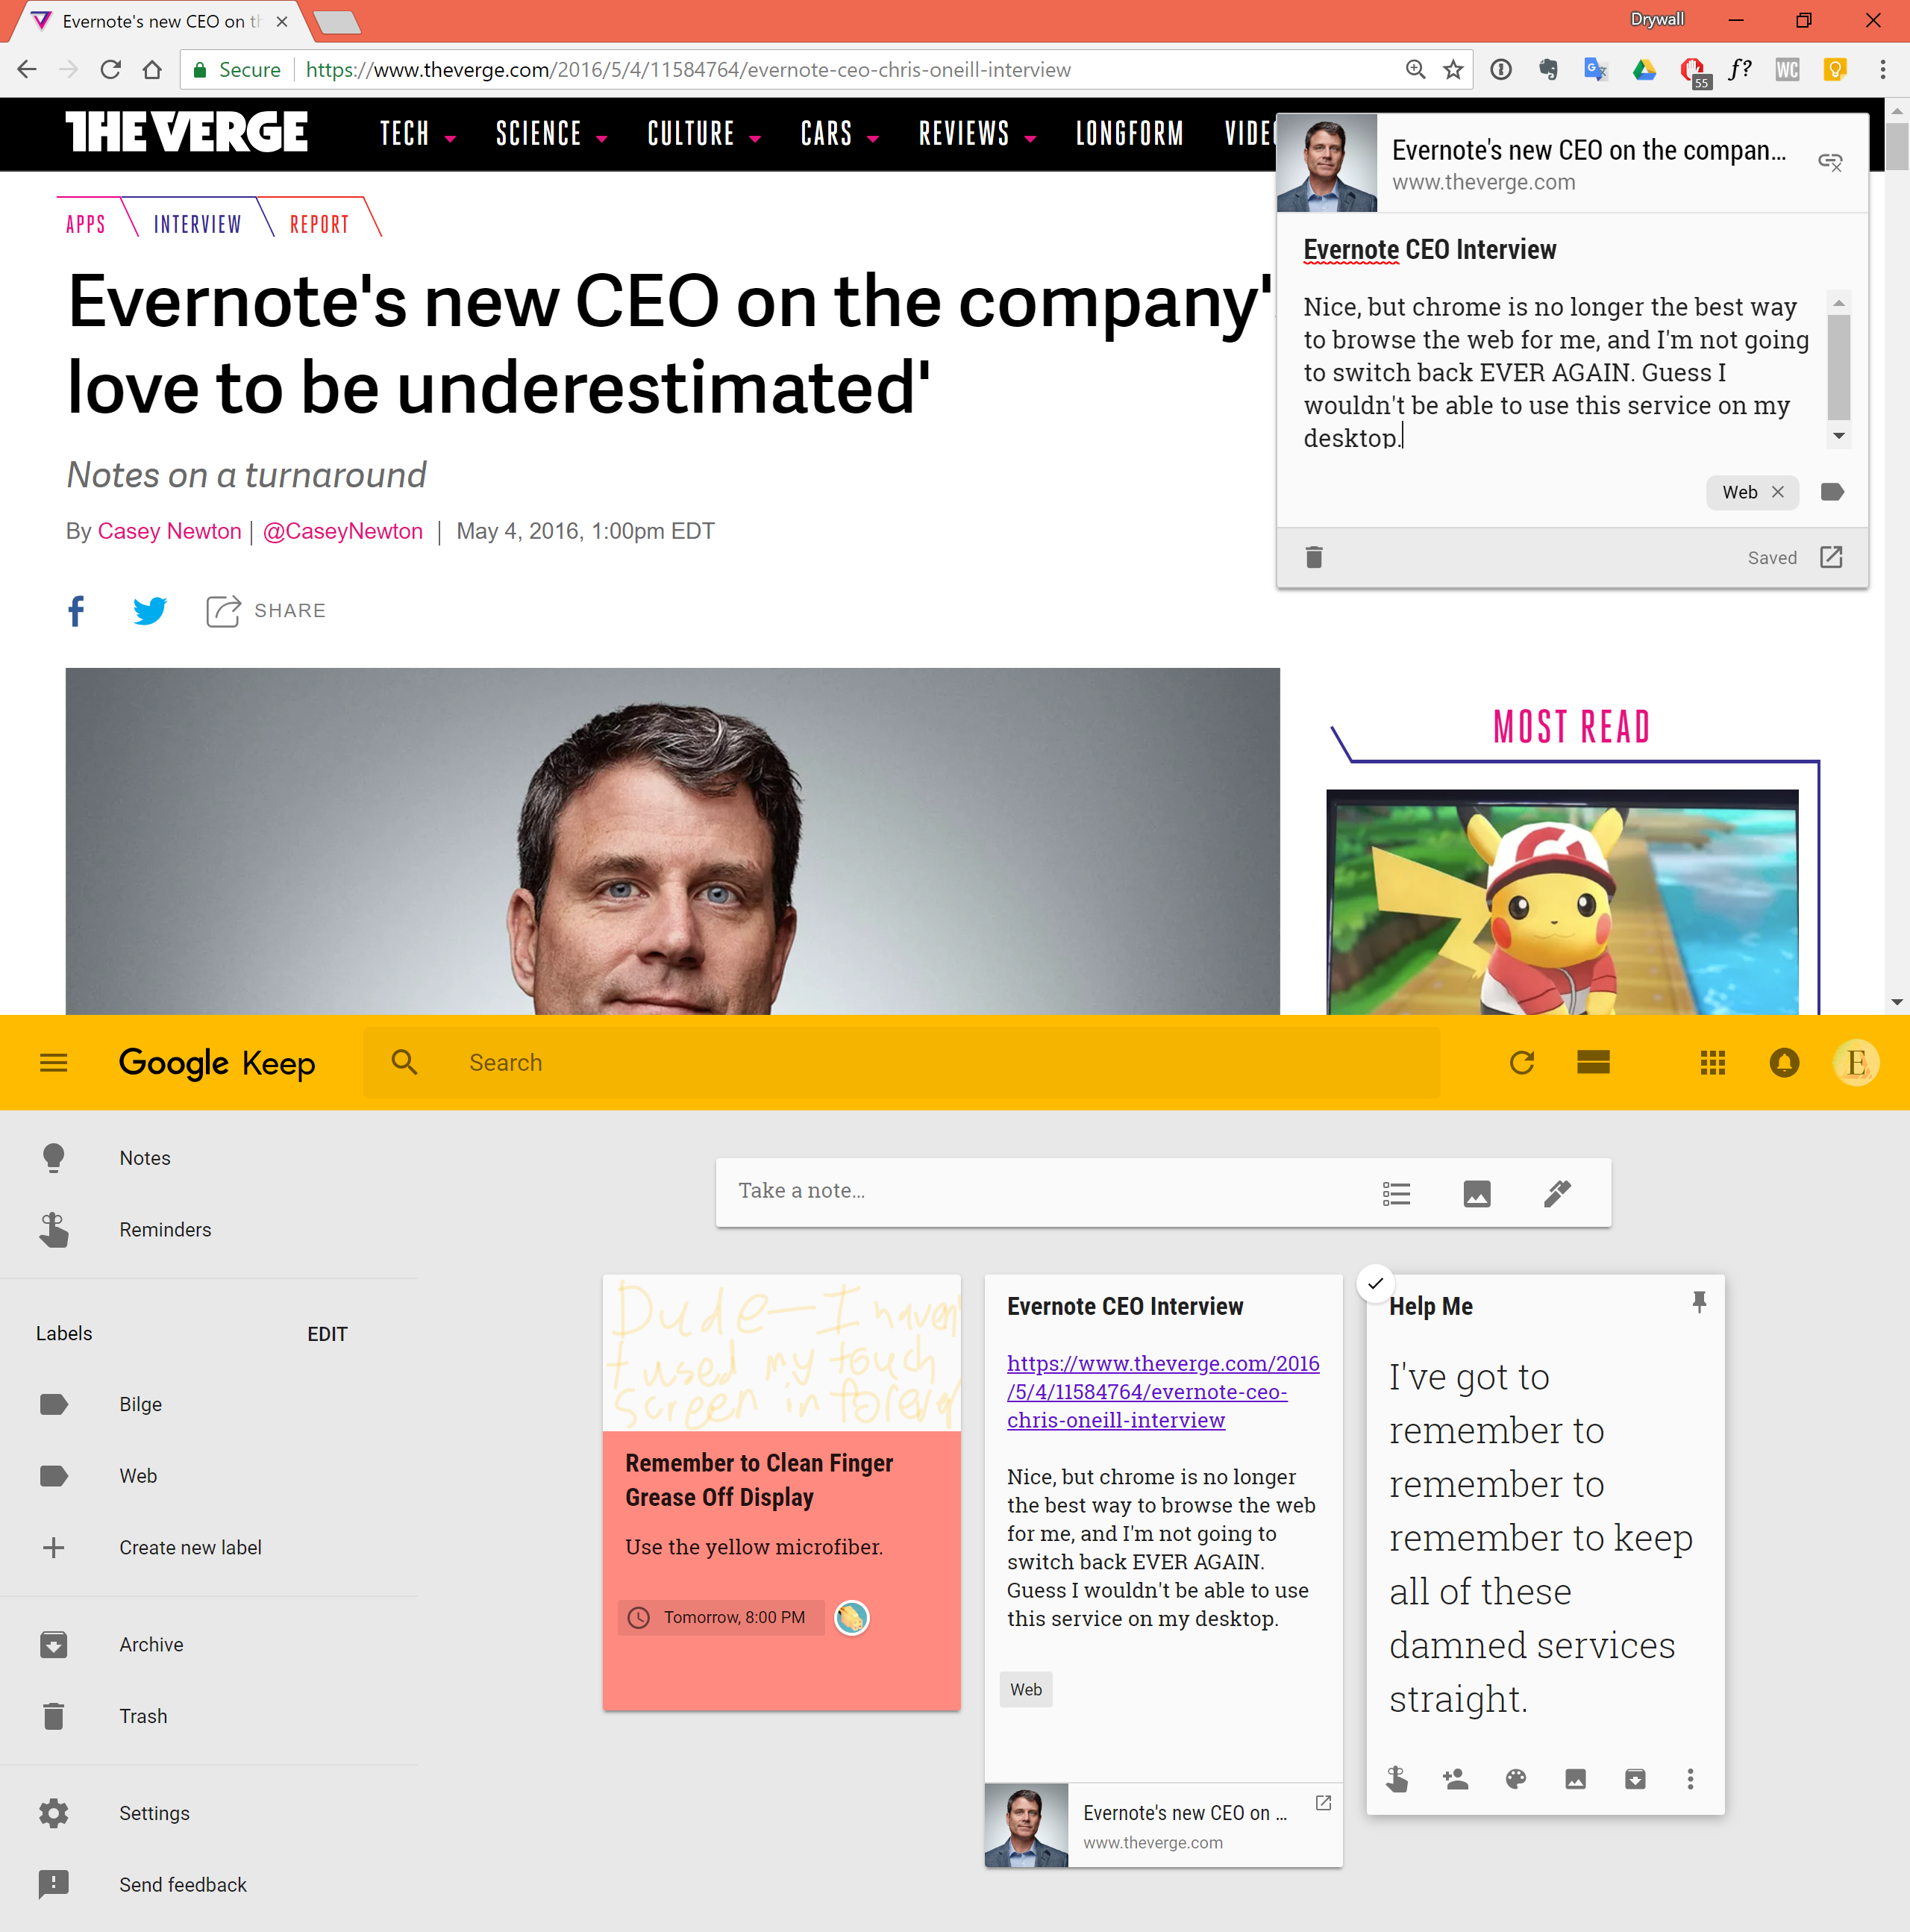 Evernote's new CEO on th
Drywall
Secure
https://www.theverge.com/2016/5/4/11584764/evernote-ceo-chris-oneill-interview
55
f?
WC
THE VERGE
TECH
SCIENCE
CULTURE
CARS
REVIEWS
LONGFORM
VIDE
APPS
INTERVIEW
REPORT
Evernote's new CEO on the company'
love to be underestimated'
Notes on a turnaround
By Casey Newton | @CaseyNewton | May 4, 2016, 1:00pm EDT
SHARE
Evernote's new CEO on the compan...
www.theverge.com
Evernote CEO Interview
Nice, but chrome is no longer the best way
to browse the web for me, and I'm not going
to switch back EVER AGAIN. Guess I
wouldn't be able to use this service on my
desktop.
Web
Saved
MOST READ
Google Keep
Search
E
Notes
Reminders
Labels
EDIT
Bilge
Web
Create new label
Archive
Trash
Settings
Send feedback
Take a note...
Dude—I haven
t used my touch
screen in forever
Remember to Clean Finger
Grease Off Display
Use the yellow microfiber.
Tomorrow, 8:00 PM
Evernote CEO Interview
https://www.theverge.com/2016
/5/4/11584764/evernote-ceo-
chris-oneill-interview
Nice, but chrome is no longer
the best way to browse the web
for me, and I'm not going to
switch back EVER AGAIN.
Guess I wouldn't be able to use
this service on my desktop.
Web
Evernote's new CEO on ...
www.theverge.com
Help Me
I've got to
remember to
remember to
remember to keep
all of these
damned services
straight.